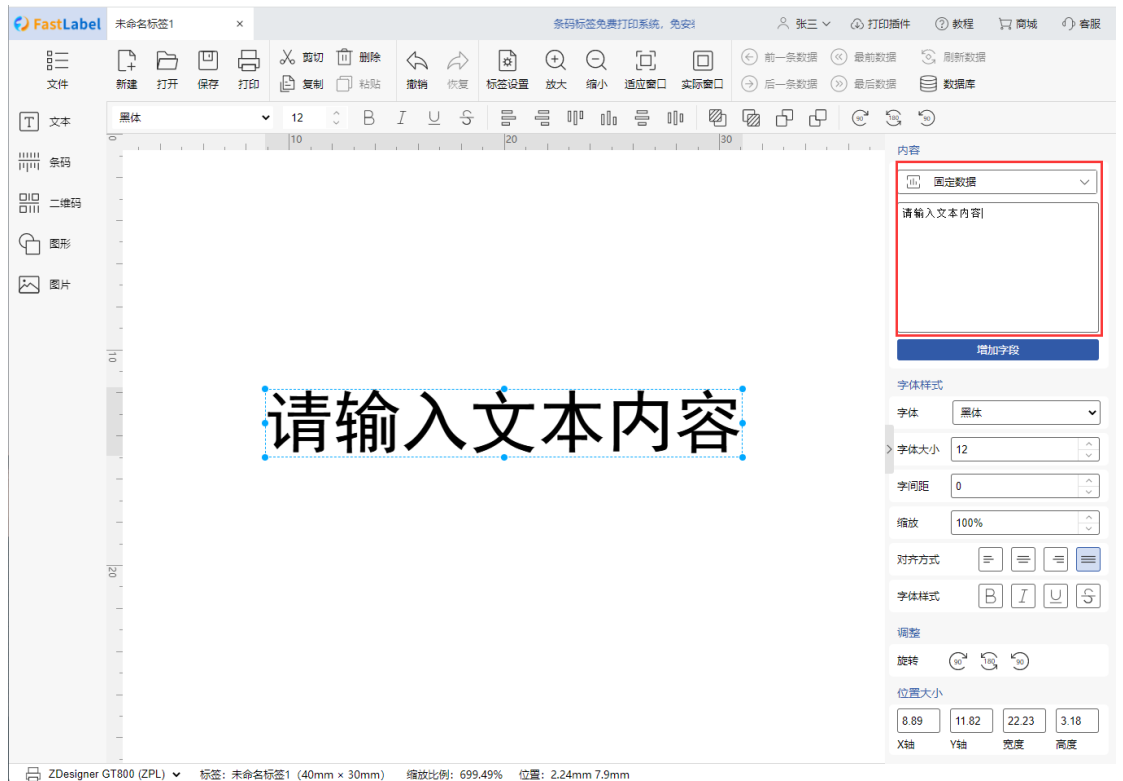 FastLabel 未命名标签1 × 条码标签免费打印系统，免安! 张三 打印插件 教程 商城 客服
文件 新建 打开 保存 打印 剪切 删除 撤销 恢复 标签设置 放大 缩小 适应窗口 实际窗口 前一条数据 最前数据 刷新数据
复制 粘贴 后一条数据 最后数据 数据库
文本 黑体 12 B I U S 90 180 90
条码
二维码
图形
图片
0 10 20 30
10
20
请输入文本内容
内容
固定数据
请输入文本内容
增加字段
字体样式
字体 黑体
字体大小 12
字间距 0
缩放 100%
对齐方式
字体样式 B I U S
调整
旋转 90 180 90
位置大小
8.89 11.82 22.23 3.18
X轴 Y轴 宽度 高度
ZDesigner GT800 (ZPL) 标签：未命名标签1（40mm × 30mm） 缩放比例：699.49% 位置：2.24mm 7.9mm